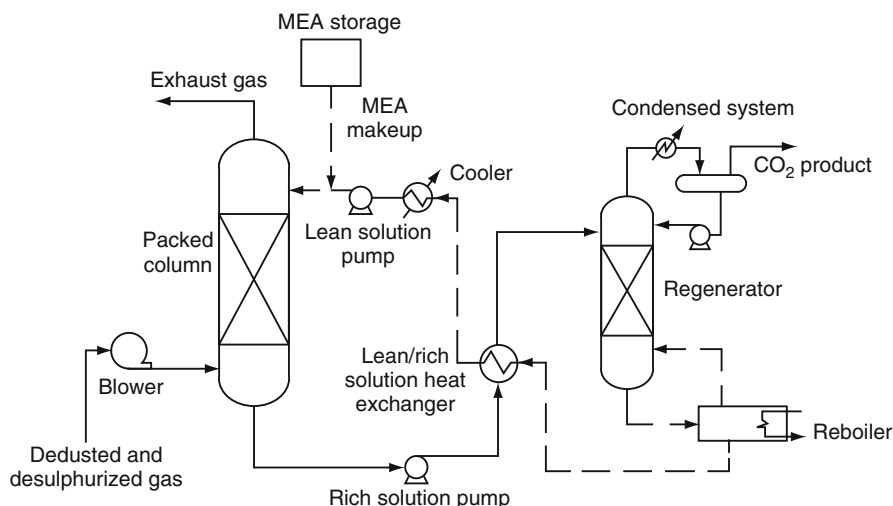 MEA storage
Exhaust gas
MEA
makeup
Condensed system
Cooler
CO₂ product
Packed
column
Lean solution
pump
Regenerator
Blower
Lean/rich
solution heat
exchanger
Reboiler
Dedusted and
desulphurized gas
Rich solution pump